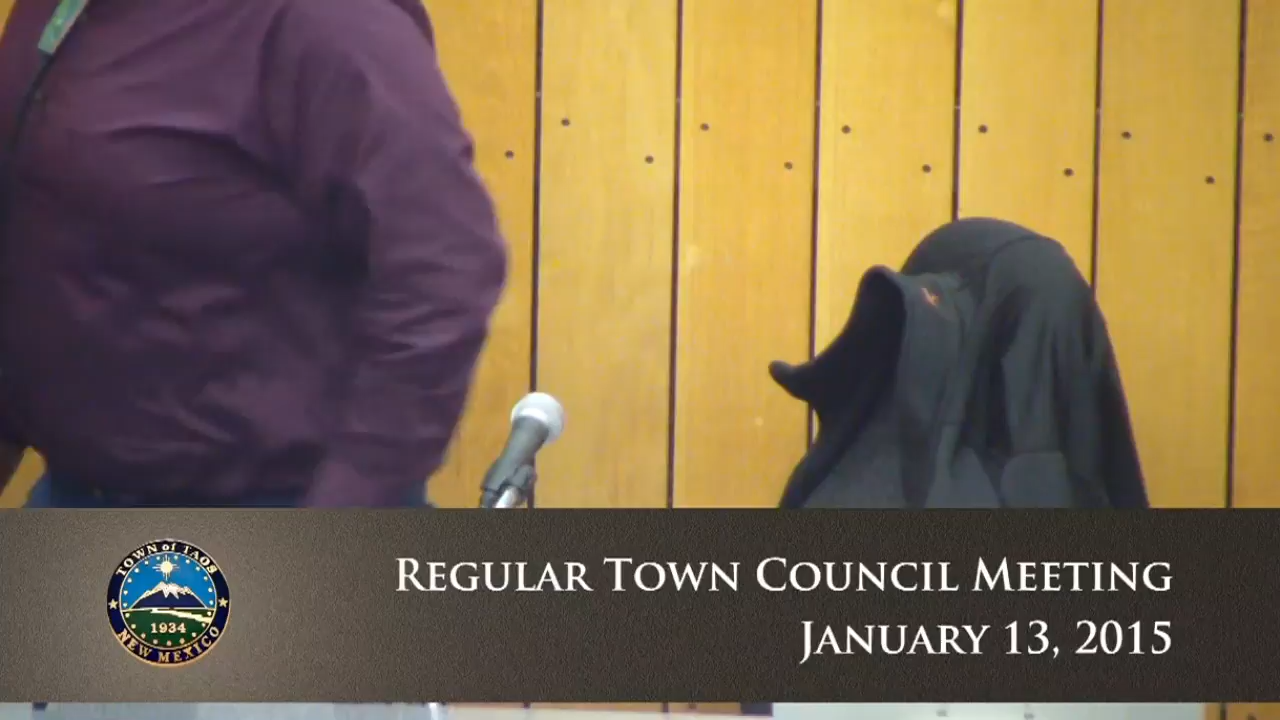 TOWN of TAOS
1934
NEW MEXICO
REGULAR TOWN COUNCIL MEETING
JANUARY 13, 2015